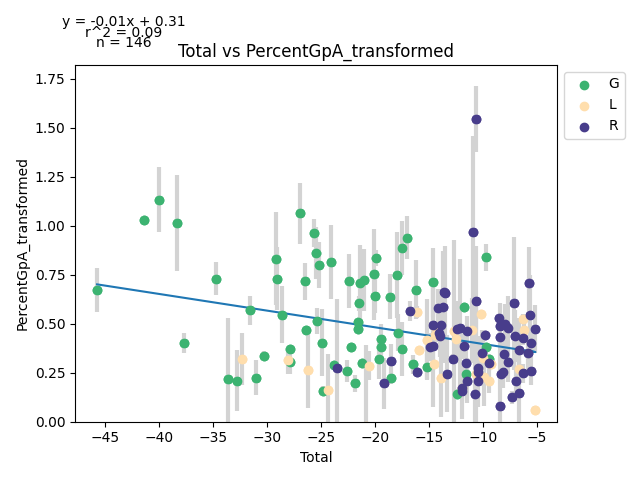 y = -0.01x + 0.31
r^2 = 0.09
n = 146
Total vs PercentGpA_transformed
G
L
R
PercentGpA_transformed
1.75
1.50
1.25
1.00
0.75
0.50
0.25
0.00
−45
−40
−35
−30
−25
−20
−15
−10
−5
Total